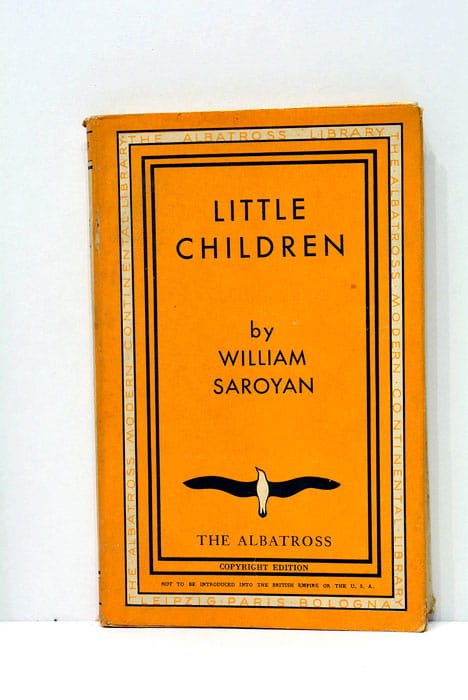 THE ALBATROSS · LIBRARY
THE · ALBATROSS · MODERN · CONTINENTAL · LIBRARY
THE · ALBATROSS · MODERN · CONTINENTAL · LIBRARY
LITTLE
CHILDREN
by
WILLIAM
SAROYAN
THE ALBATROSS
COPYRIGHT EDITION
NOT TO BE INTRODUCED INTO THE BRITISH EMPIRE OR THE U. S. A.
LEIPZIG · PARIS · BOLOGNA